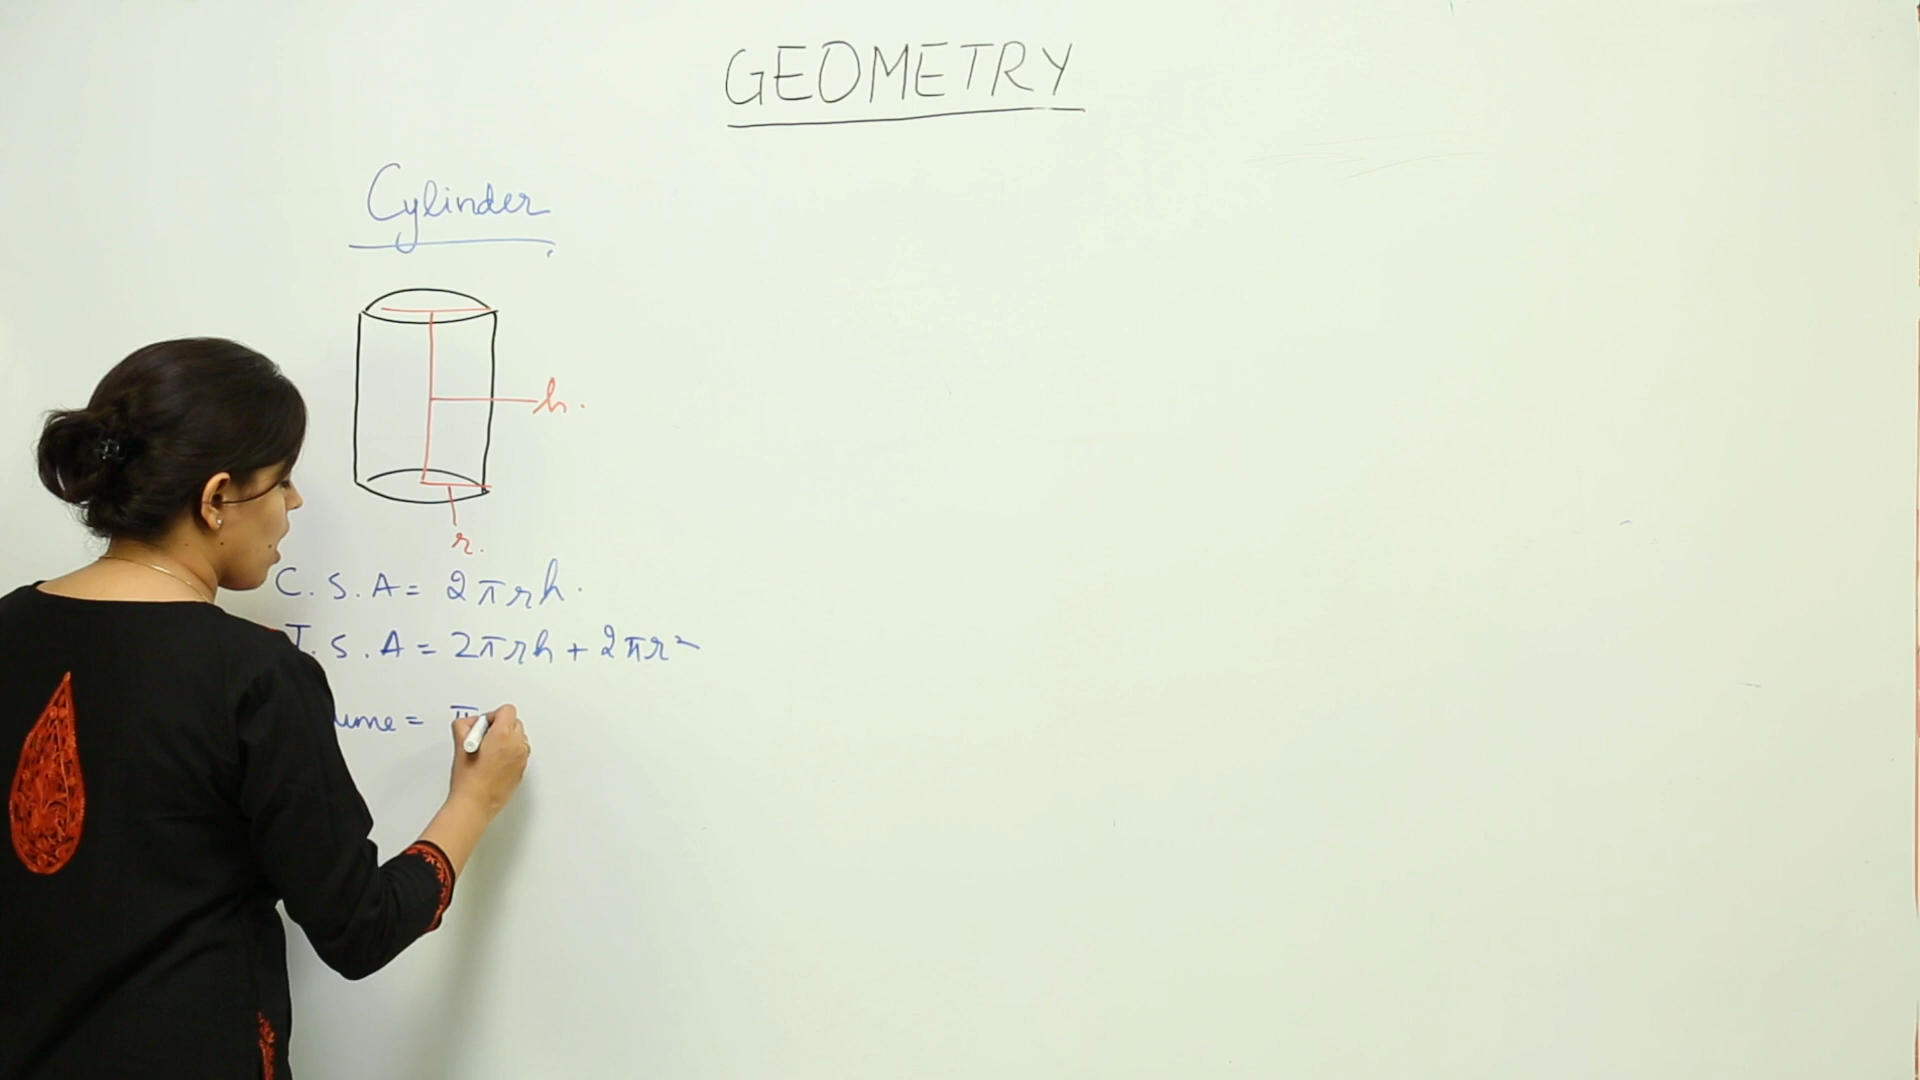 GEOMETRY
Cylinder
h.
r.
C. S. A = 2πrh.
T. S. A = 2πrh + 2πr²
ume = π